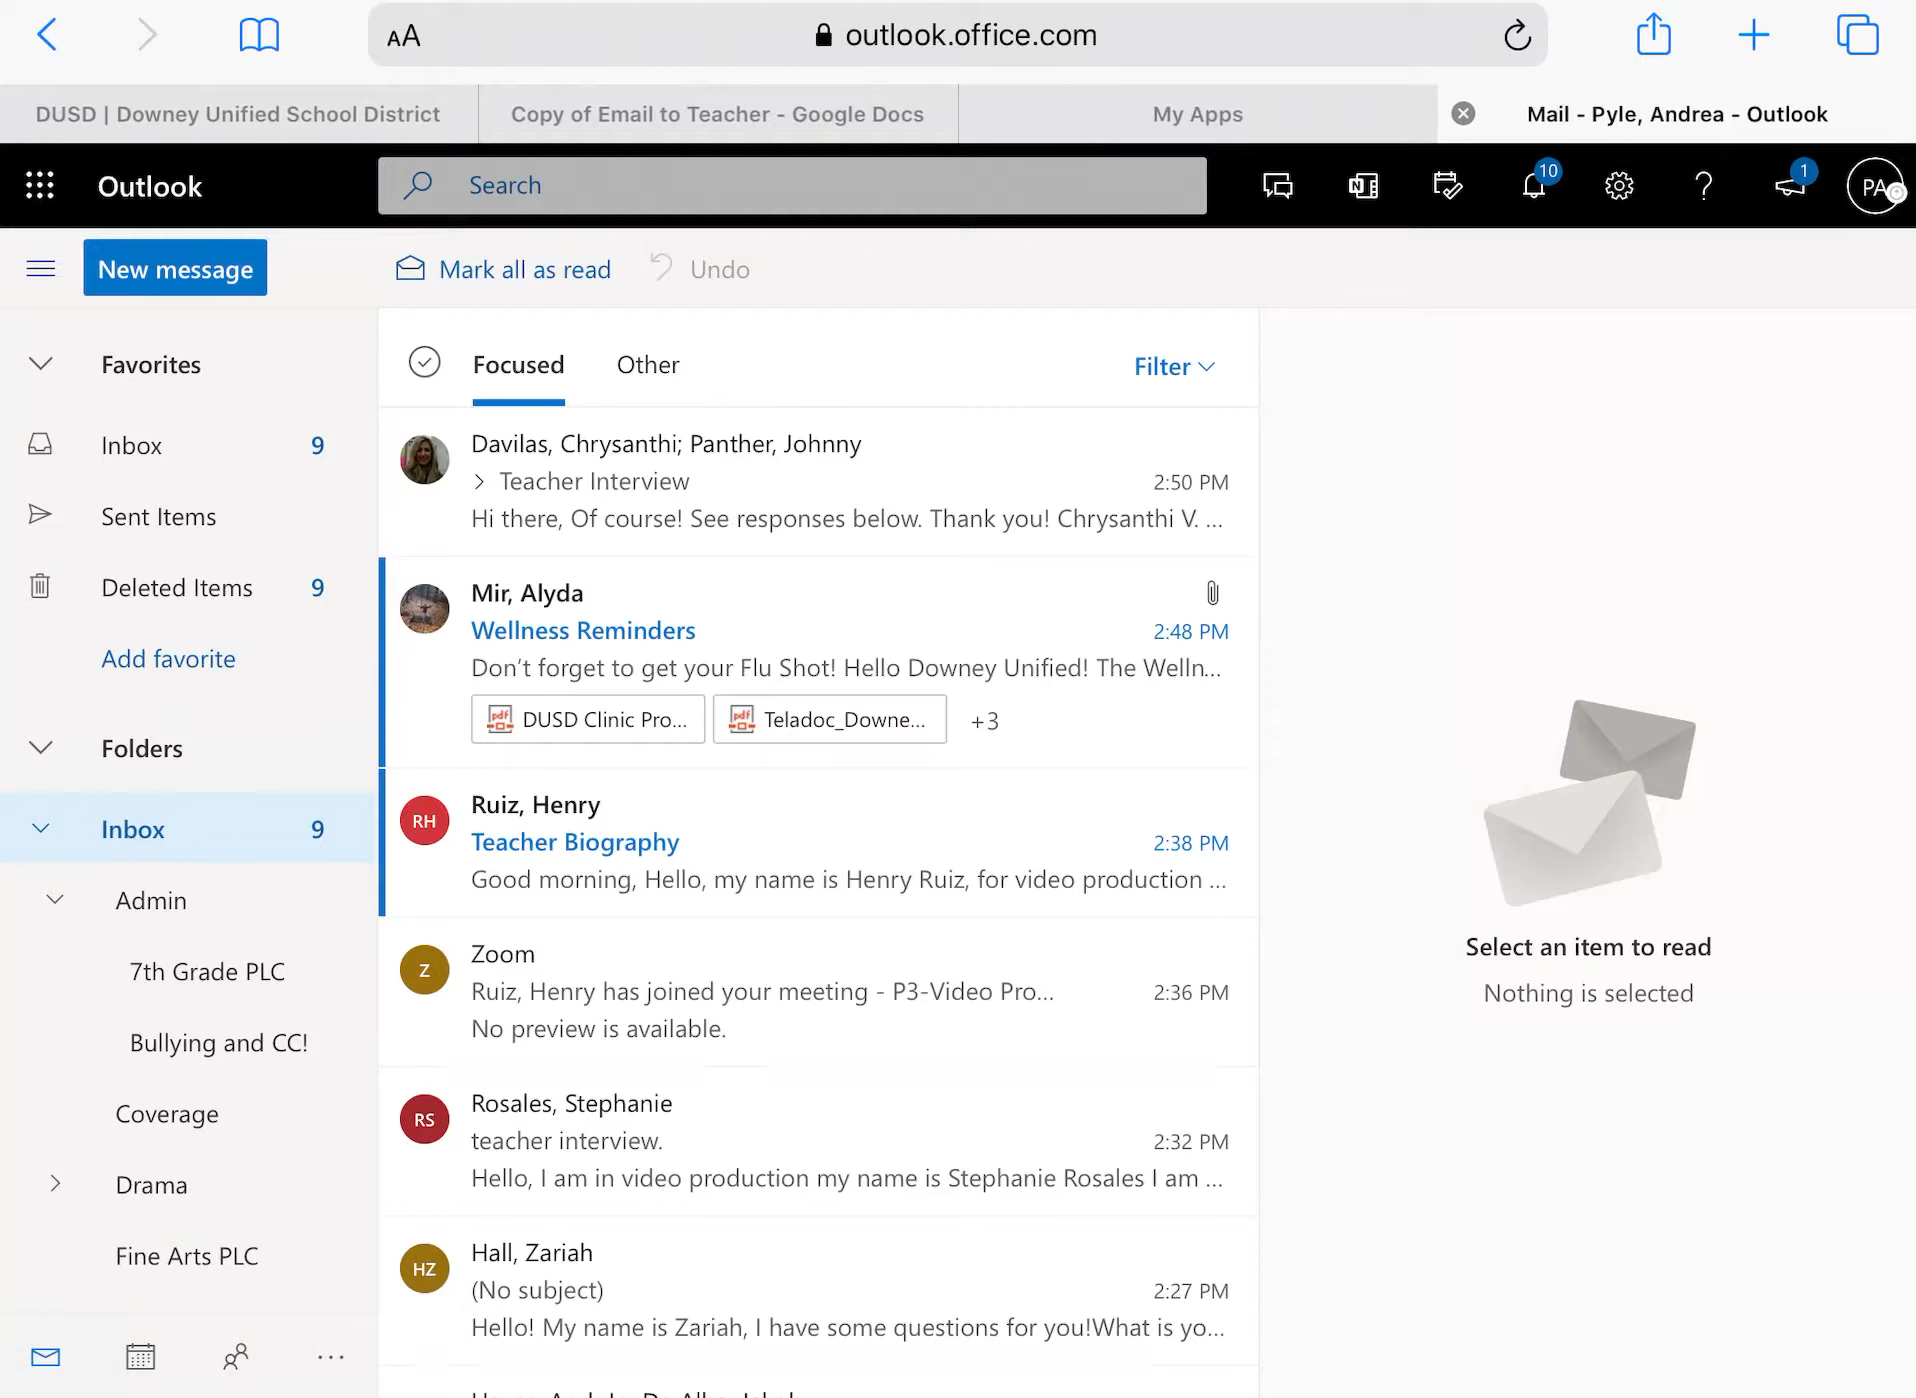 AA
outlook.office.com
DUSD | Downey Unified School District
Copy of Email to Teacher - Google Docs
My Apps
Mail - Pyle, Andrea - Outlook
Outlook
Search
10
1
PA
New message
Mark all as read
Undo
Favorites
Inbox 9
Sent Items
Deleted Items 9
Add favorite
Folders
Inbox 9
Admin
7th Grade PLC
Bullying and CC!
Coverage
Drama
Fine Arts PLC
Focused
Other
Filter
Davilas, Chrysanthi; Panther, Johnny
> Teacher Interview 2:50 PM
Hi there, Of course! See responses below. Thank you! Chrysanthi V. ...
Mir, Alyda
Wellness Reminders 2:48 PM
Don't forget to get your Flu Shot! Hello Downey Unified! The Welln...
pdf DUSD Clinic Pro... pdf Teladoc_Downe... +3
RH
Ruiz, Henry
Teacher Biography 2:38 PM
Good morning, Hello, my name is Henry Ruiz, for video production ...
Z
Zoom
Ruiz, Henry has joined your meeting - P3-Video Pro... 2:36 PM
No preview is available.
RS
Rosales, Stephanie
teacher interview. 2:32 PM
Hello, I am in video production my name is Stephanie Rosales I am ...
HZ
Hall, Zariah
(No subject) 2:27 PM
Hello! My name is Zariah, I have some questions for you!What is yo...
Select an item to read
Nothing is selected